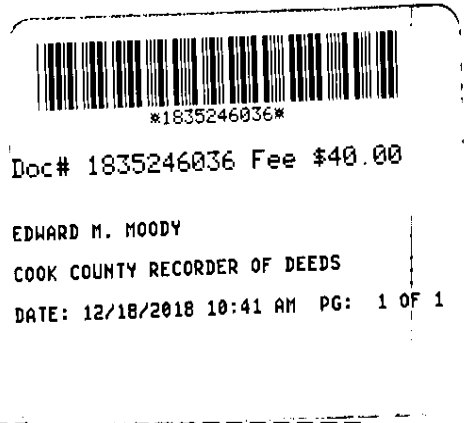 *1835246036*
Doc# 1835246036 Fee $40.00
EDWARD M. MOODY
COOK COUNTY RECORDER OF DEEDS
DATE: 12/18/2018 10:41 AM PG: 1 OF 1